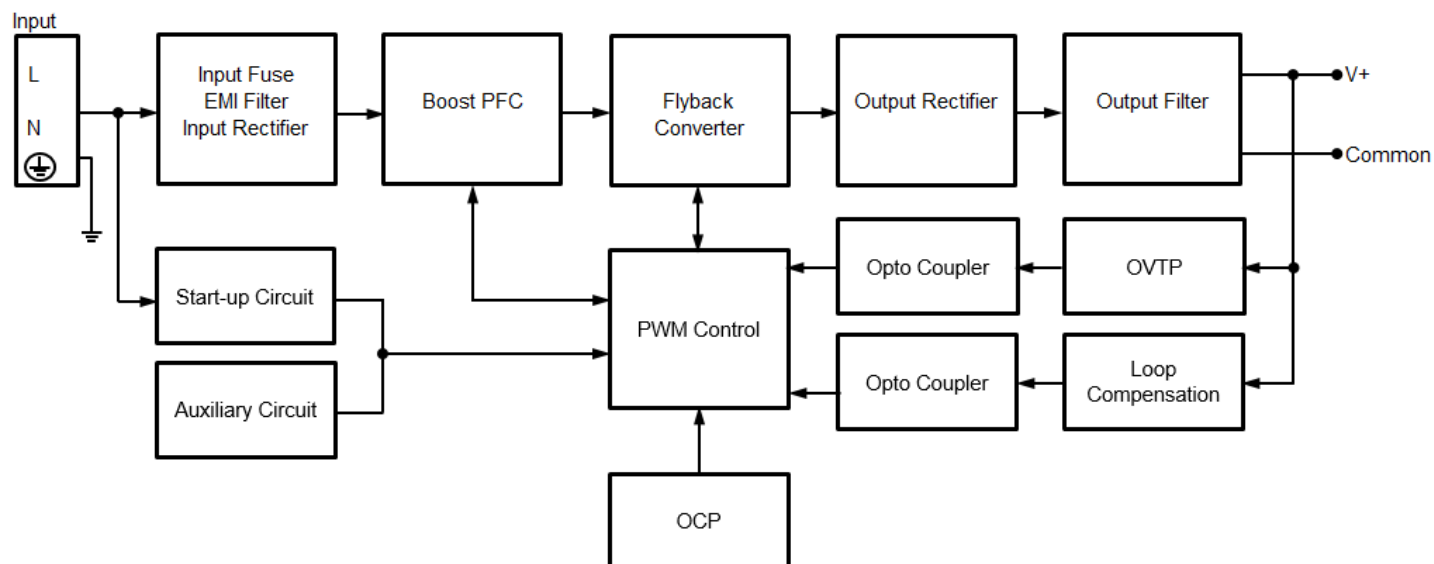 Input
L
N
Input Fuse
EMI Filter
Input Rectifier
Boost PFC
Flyback
Converter
Output Rectifier
Output Filter
V+
Common
Start-up Circuit
Auxiliary Circuit
PWM Control
Opto Coupler
OVTP
Opto Coupler
Loop
Compensation
OCP